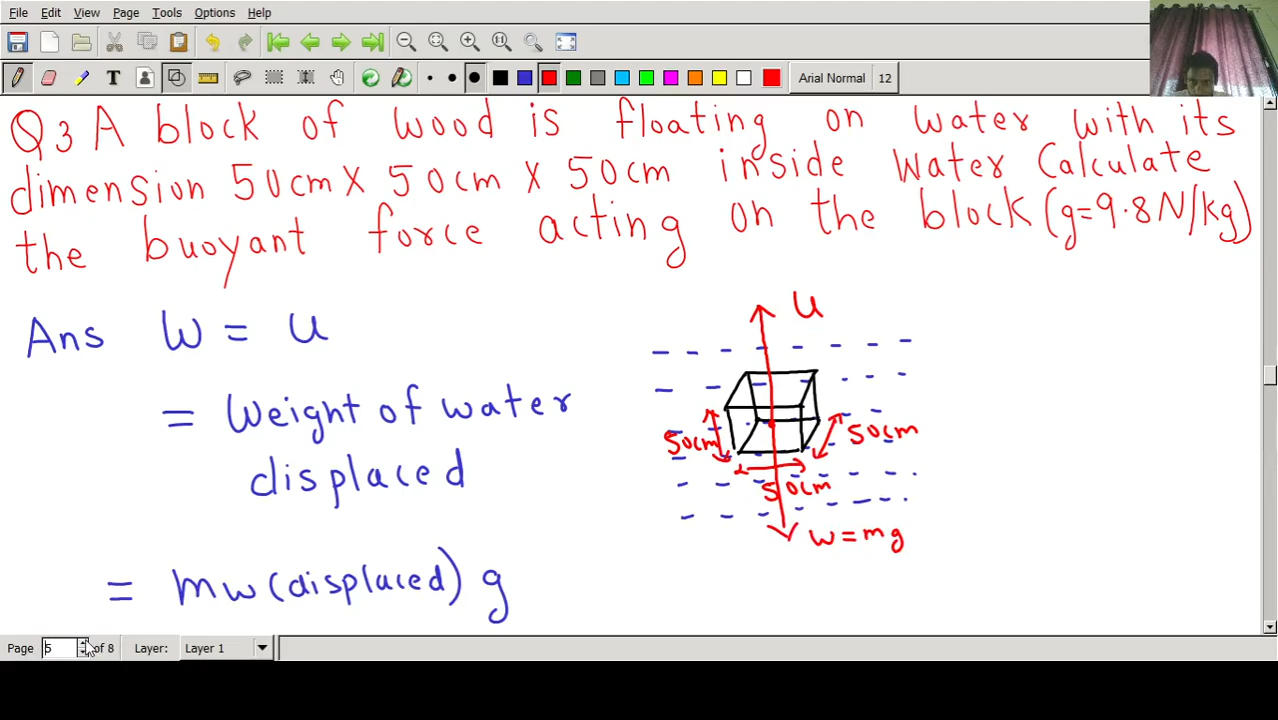 File Edit View Page Tools Options Help
Arial Normal 12
Q3 A block of wood is floating on water with its
dimension 50cm X 50cm x 50cm inside Water Calculate
the buoyant force acting on the block (g=9.8 N/kg)
Ans W = U
= Weight of water
displaced
= mw (displaced) g
U
50cm
50cm
50cm
w = mg
Page 5 of 8 Layer: Layer 1